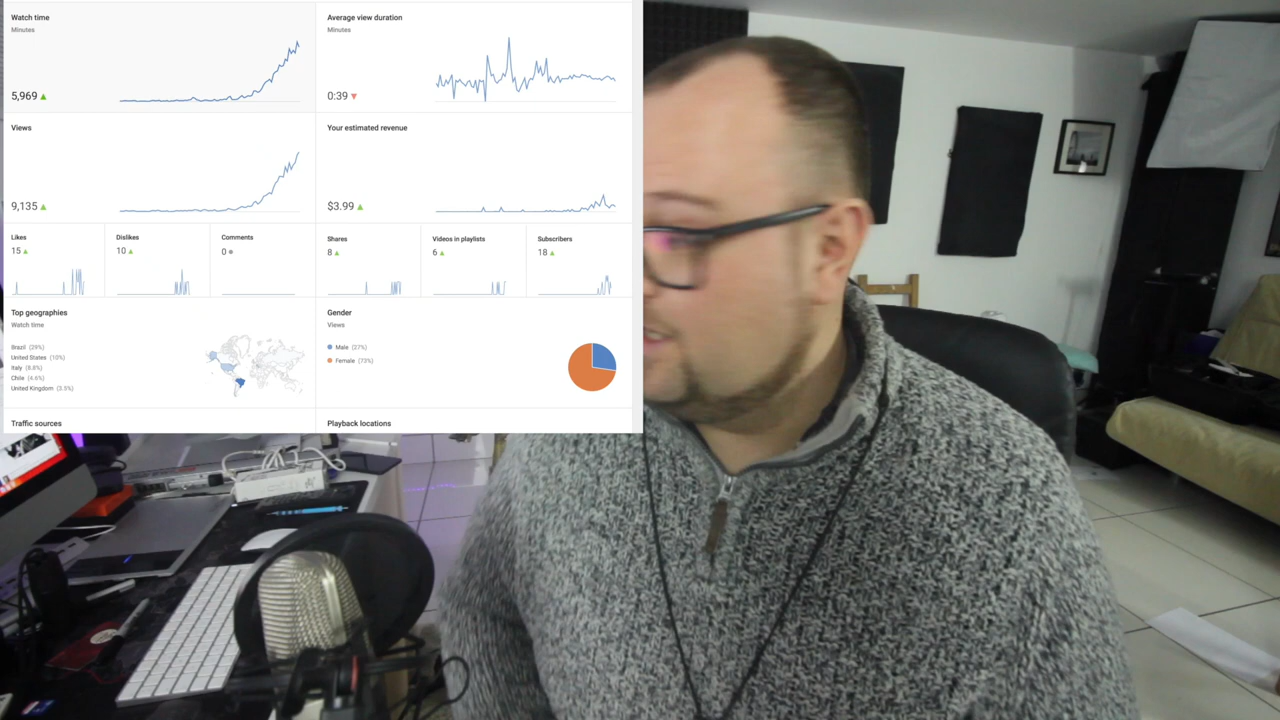 Watch time
Minutes
5,969
Average view duration
Minutes
0:39
Views
9,135
Your estimated revenue
$3.99
Likes
15
Dislikes
10
Comments
0
Shares
8
Videos in playlists
6
Subscribers
18
Top geographies
Watch time
Brazil (29%)
United States (10%)
Italy (8.8%)
Chile (4.6%)
United Kingdom (3.5%)
Gender
Views
Male (27%)
Female (73%)
Traffic sources
Playback locations